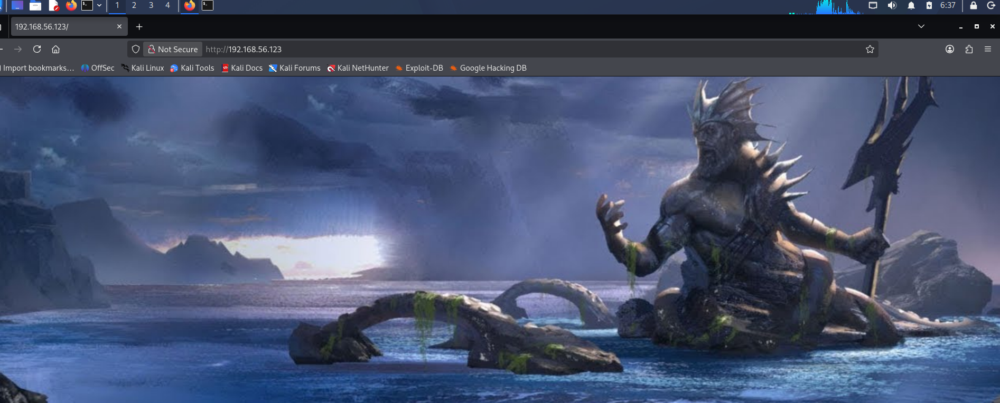 1 2 3 4 6:37
192.168.56.123/
Not Secure http://192.168.56.123
Import bookmarks... OffSec Kali Linux Kali Tools Kali Docs Kali Forums Kali NetHunter Exploit-DB Google Hacking DB